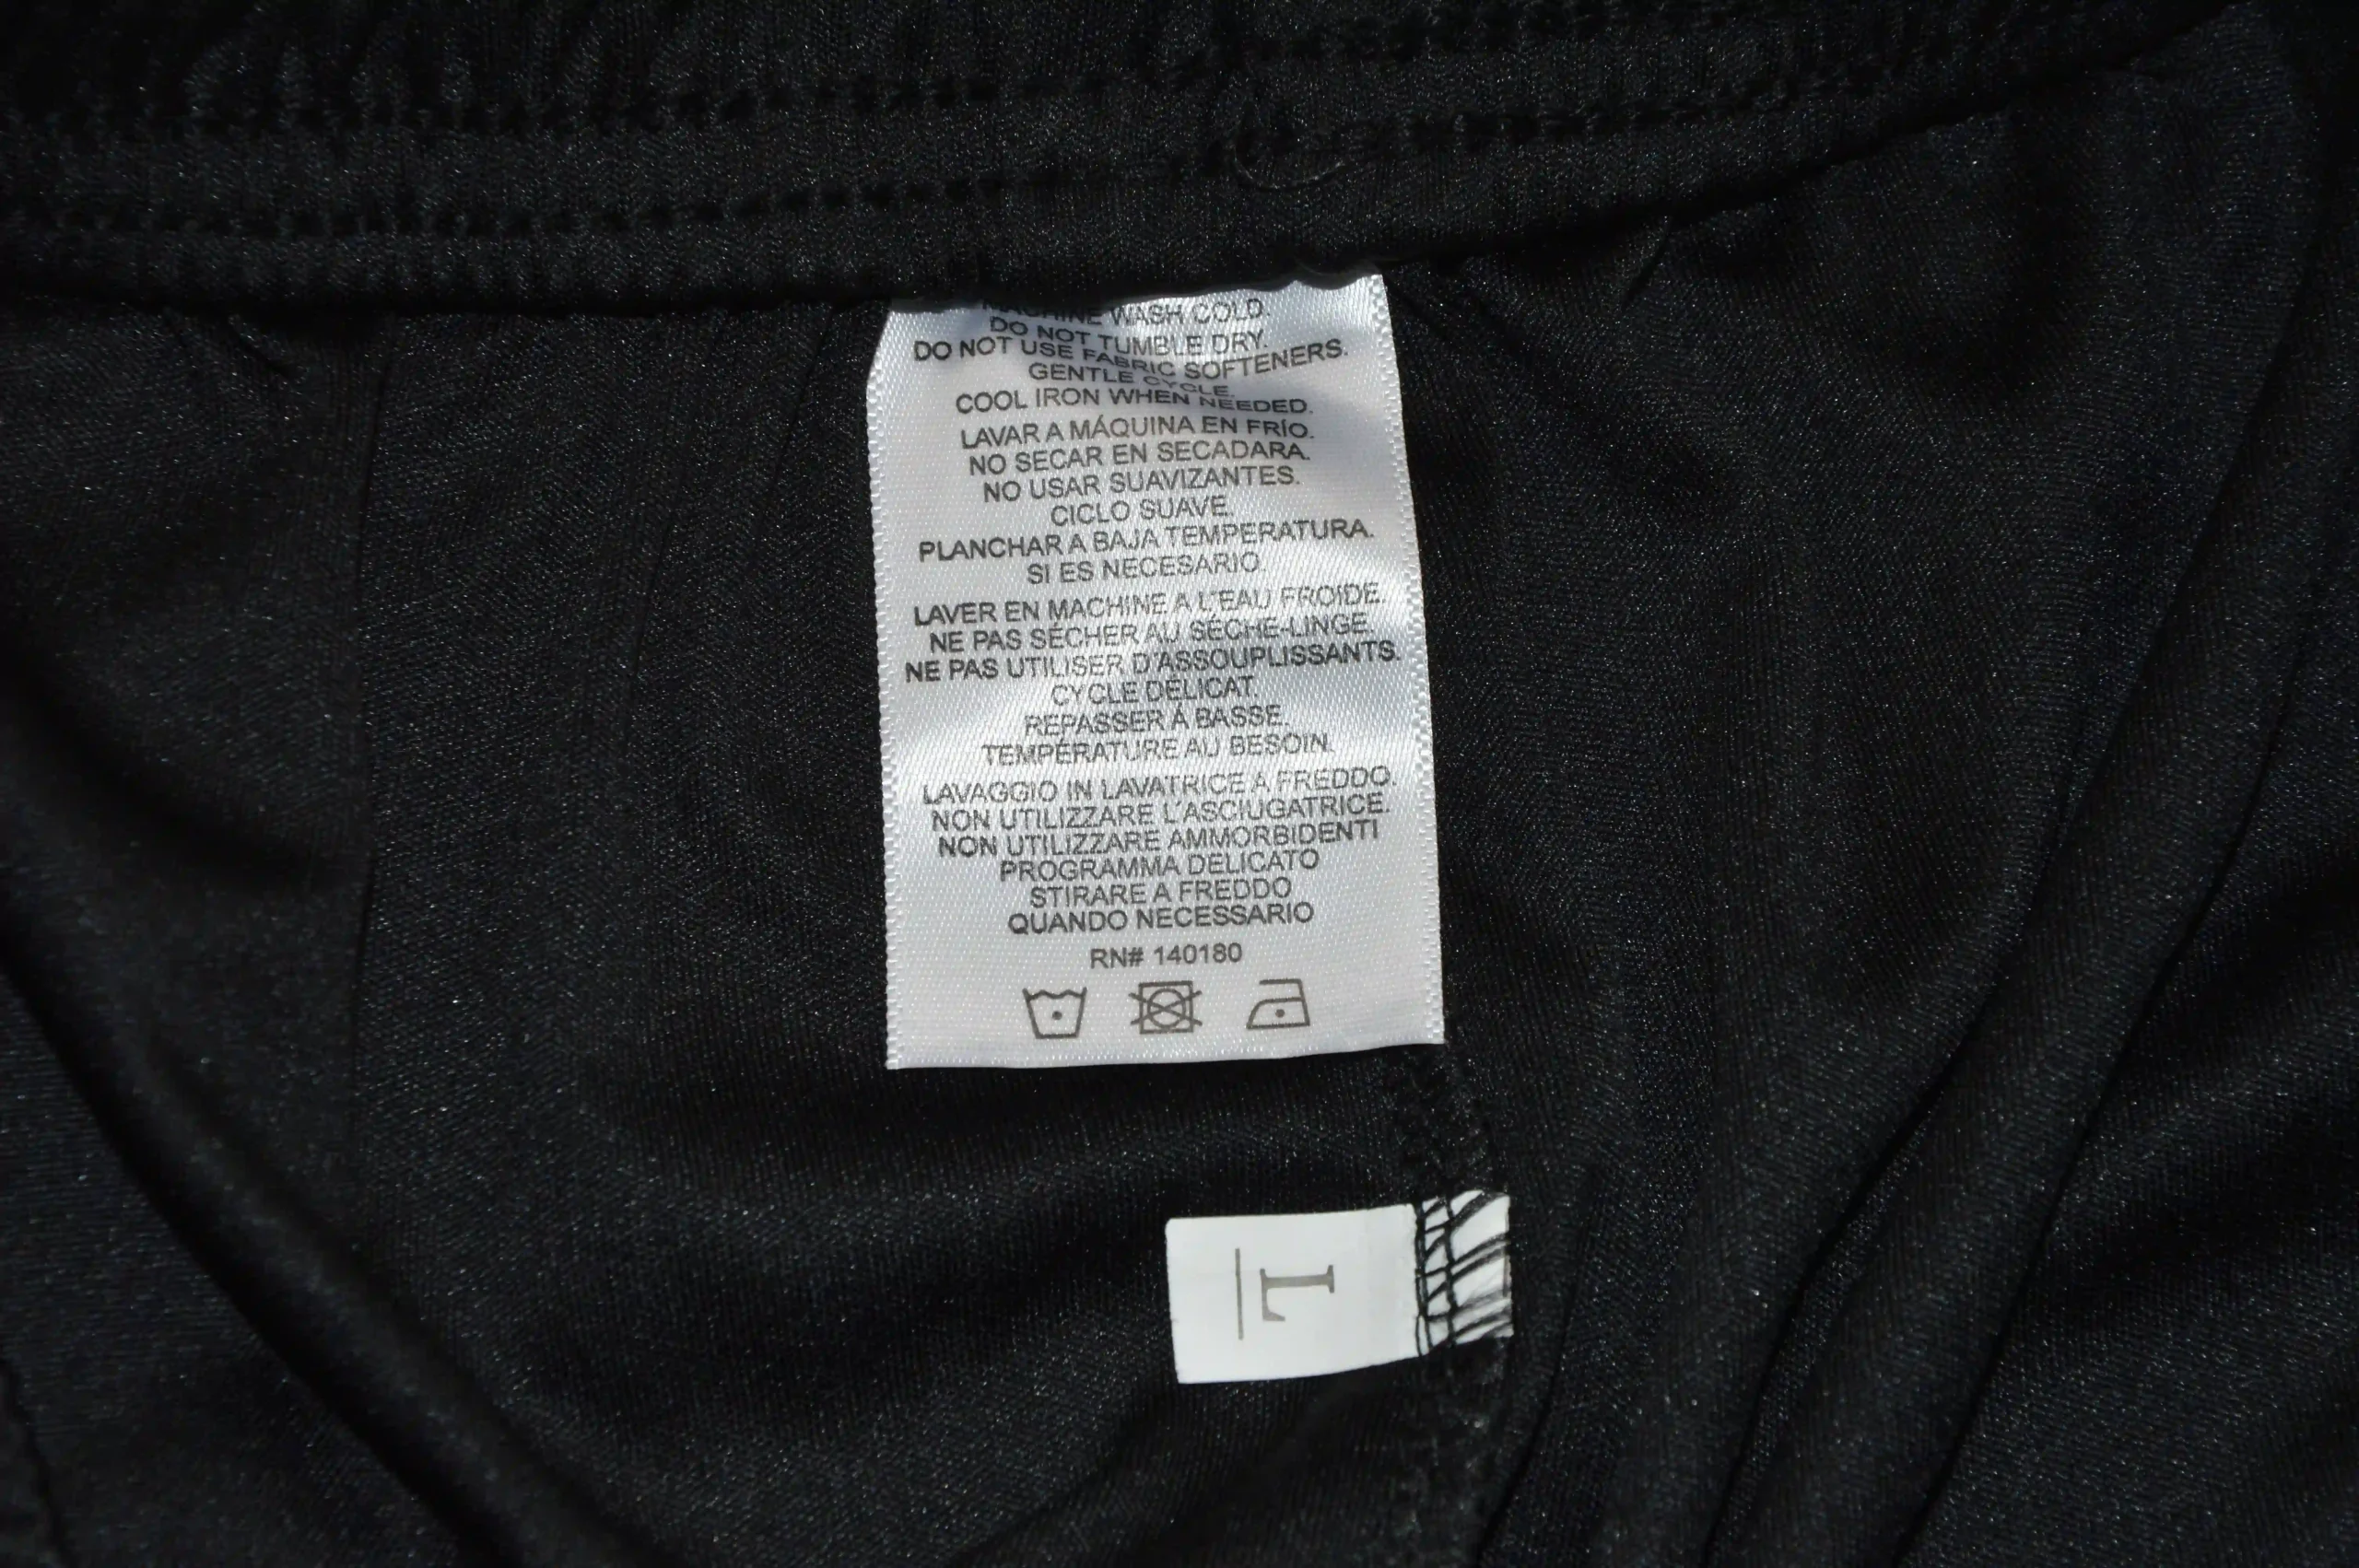 MACHINE WASH COLD.
DO NOT TUMBLE DRY.
DO NOT USE FABRIC SOFTENERS.
GENTLE CYCLE.
COOL IRON WHEN NEEDED.
LAVAR A MÁQUINA EN FRÍO.
NO SECAR EN SECADARA.
NO USAR SUAVIZANTES.
CICLO SUAVE.
PLANCHAR A BAJA TEMPERATURA.
SI ES NECESARIO
LAVER EN MACHINE A L'EAU FROIDE.
NE PAS SÉCHER AU SÈCHE-LINGE.
NE PAS UTILISER D'ASSOUPLISSANTS.
CYCLE DÉLICAT.
REPASSER À BASSE.
TEMPÉRATURE AU BESOIN.
LAVAGGIO IN LAVATRICE A FREDDO.
NON UTILIZZARE L'ASCIUGATRICE.
NON UTILIZZARE AMMORBIDENTI
PROGRAMMA DELICATO
STIRARE A FREDDO
QUANDO NECESSARIO
RN# 140180
L